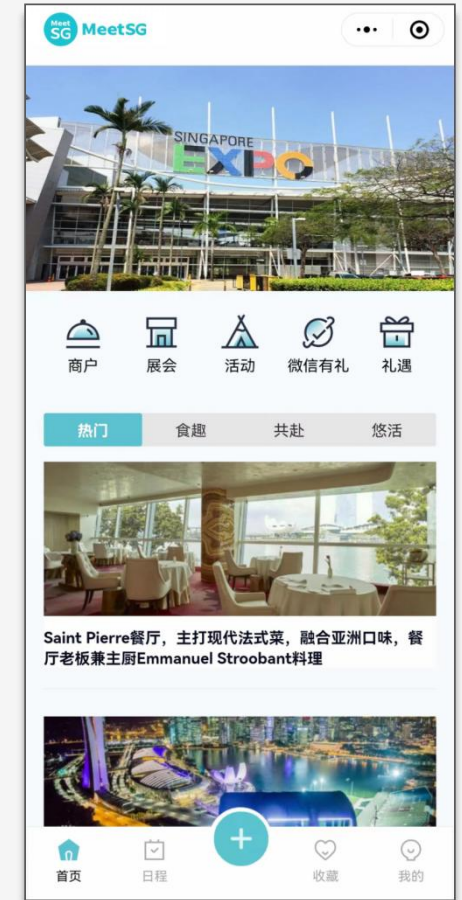 Meet
SG
MeetSG
SINGAPORE
EXPO
商户
展会
活动
微信有礼
礼遇
热门
食趣
共赴
悠活
Saint Pierre餐厅，主打现代法式菜，融合亚洲口味，餐
厅老板兼主厨Emmanuel Stroobant料理
首页
日程
收藏
我的